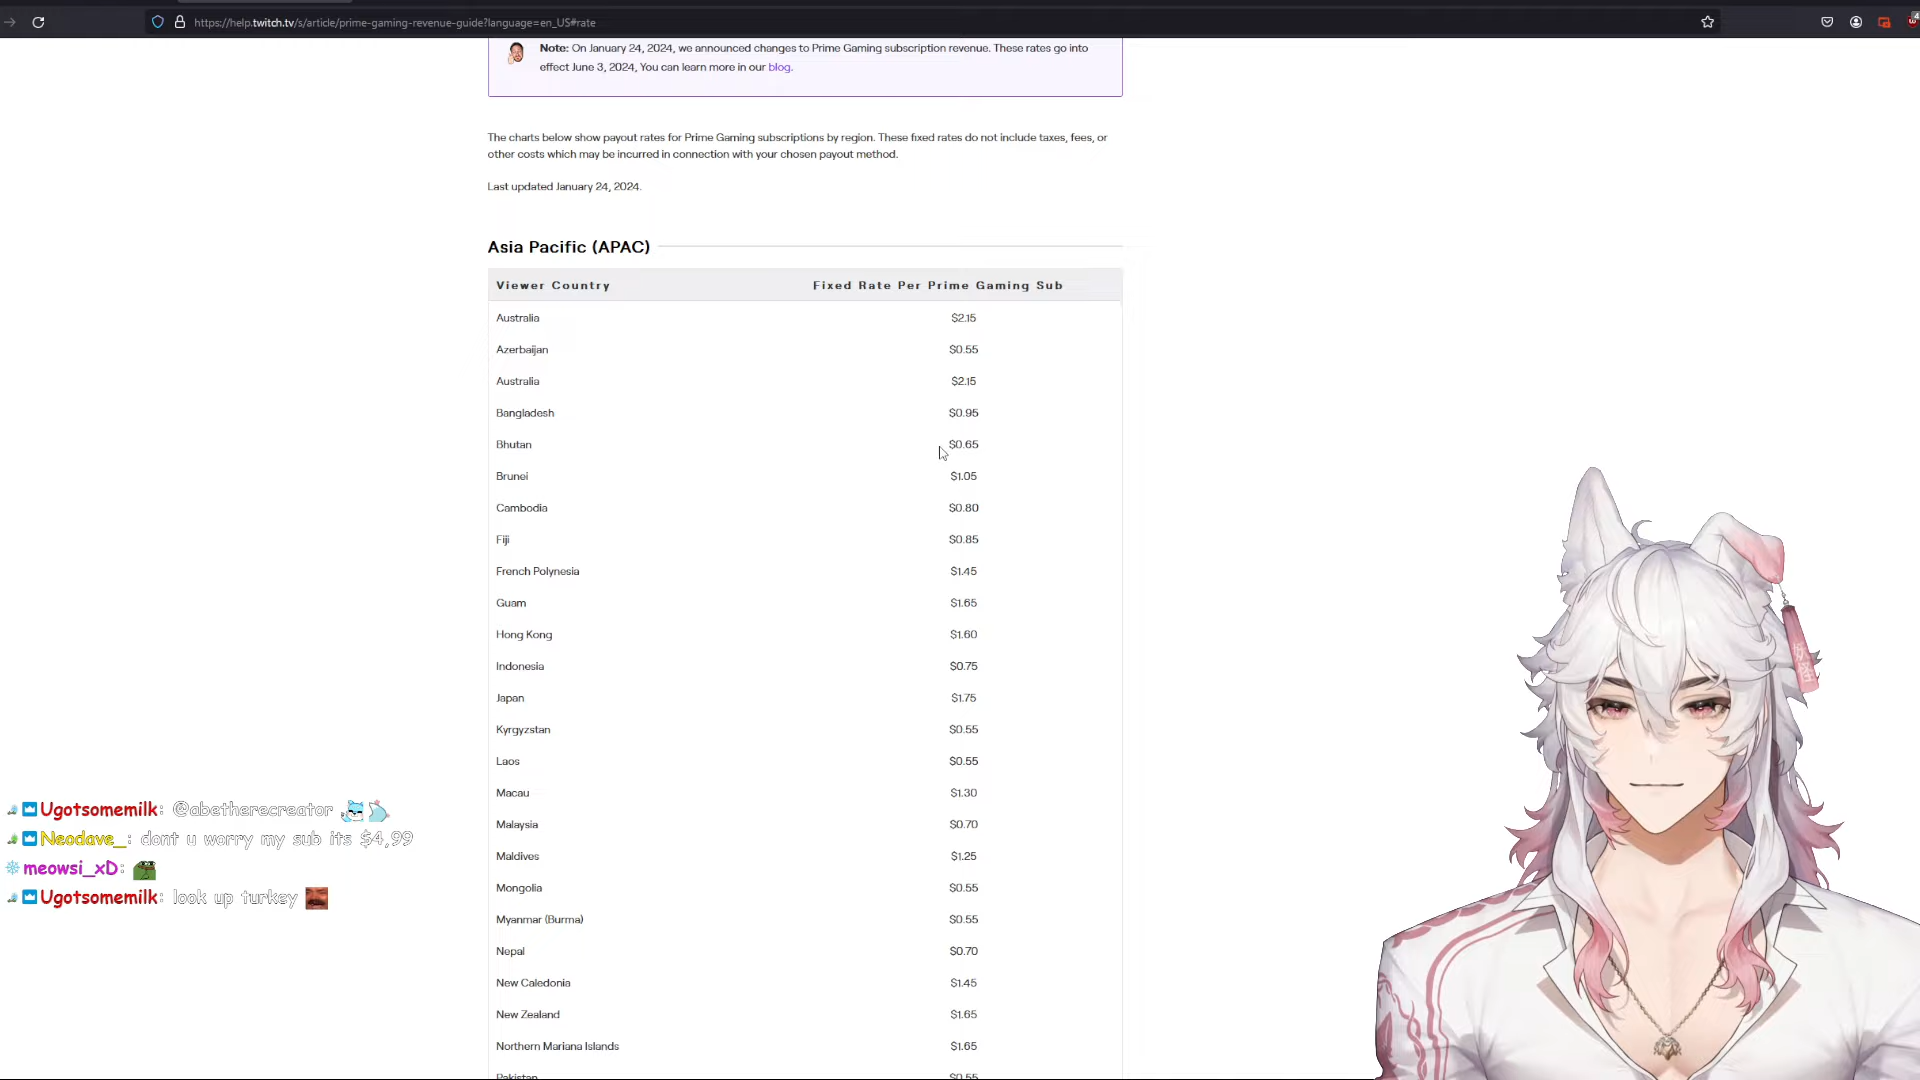 https://help.twitch.tv/s/article/prime-gaming-revenue-guide?language=en_US#rate
Note: On January 24, 2024, we announced changes to Prime Gaming subscription revenue. These rates go into
effect June 3, 2024, You can learn more in our blog.
The charts below show payout rates for Prime Gaming subscriptions by region. These fixed rates do not include taxes, fees, or
other costs which may be incurred in connection with your chosen payout method.
Last updated January 24, 2024.
Asia Pacific (APAC)
Viewer Country Fixed Rate Per Prime Gaming Sub
Australia $2.15
Azerbaijan $0.55
Australia $2.15
Bangladesh $0.95
Bhutan $0.65
Brunei $1.05
Cambodia $0.80
Fiji $0.85
French Polynesia $1.45
Guam $1.65
Hong Kong $1.60
Indonesia $0.75
Japan $1.75
Kyrgyzstan $0.55
Laos $0.55
Macau $1.30
Malaysia $0.70
Maldives $1.25
Mongolia $0.55
Myanmar (Burma) $0.55
Nepal $0.70
New Caledonia $1.45
New Zealand $1.65
Northern Mariana Islands $1.65
Pakistan $0.55
Ugotsomemilk: @abetherecreator
Neodave_: dont u worry my sub its $4,99
meowsi_xD:
Ugotsomemilk: look up turkey
妖怪